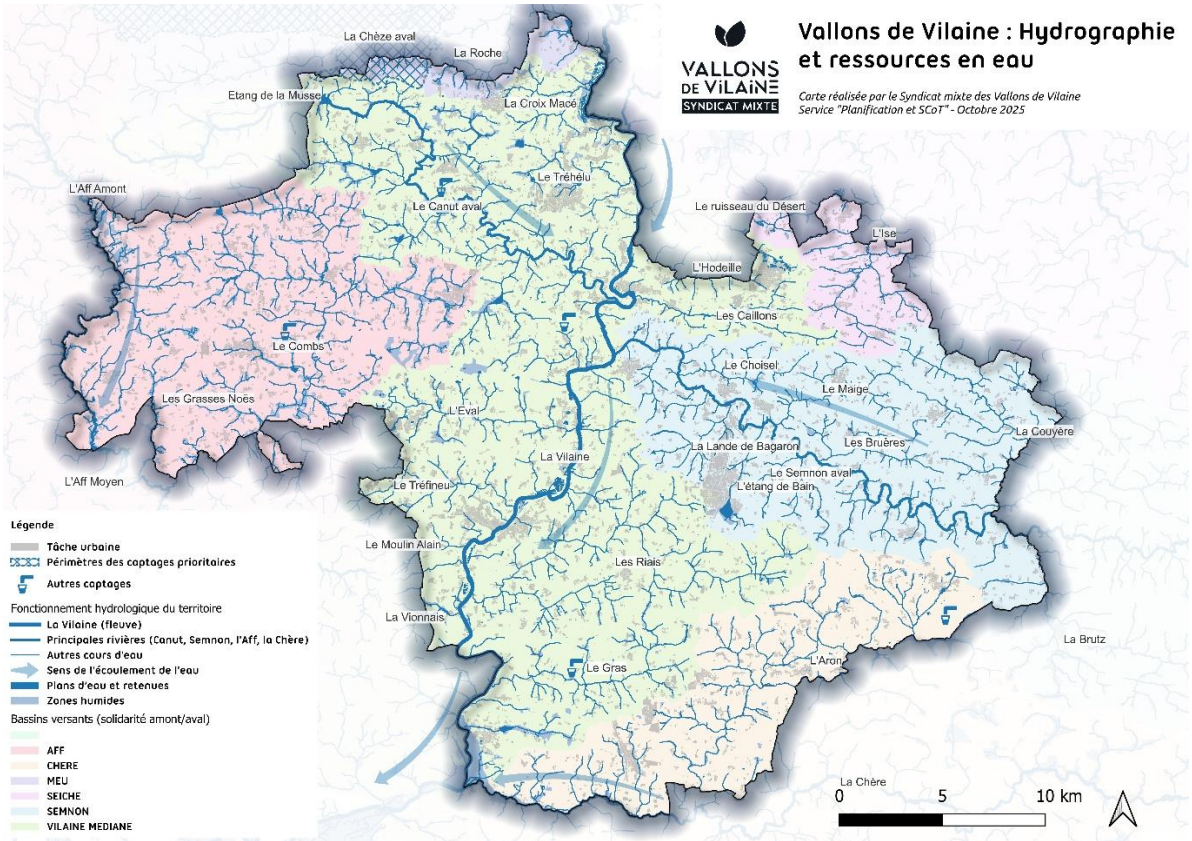 Vallons de Vilaine : Hydrographie
et ressources en eau
VALLONS
DE VILAINE
SYNDICAT MIXTE
Carte réalisée par le Syndicat mixte des Vallons de Vilaine
Service "Planification et SCoT" - Octobre 2025
La Chèze aval
La Roche
Etang de la Musse
La Croix Macé
L'Aff Amont
Le Tréhélu
Le Canut aval
Le ruisseau du Désert
L'Ise
L'Hodeille
Les Caillons
Le Combs
Le Choisel
Le Maige
Les Grasses Noës
L'Eval
La Couyère
Les Bruères
La Lande de Bagaron
La Vilaine
Le Semnon aval
L'étang de Bain
L'Aff Moyen
Le Tréfineu
Le Moulin Alain
Les Riais
La Vionnais
La Brutz
Le Gras
L'Aron
La Chère
Légende
Tâche urbaine
Périmètres des captages prioritaires
Autres captages
Fonctionnement hydrologique du territoire
La Vilaine (fleuve)
Principales rivières (Canut, Semnon, l'Aff, la Chère)
Autres cours d'eau
Sens de l'écoulement de l'eau
Plans d'eau et retenues
Zones humides
Bassins versants (solidarité amont/aval)
AFF
CHERE
MEU
SEICHE
SEMNON
VILAINE MEDIANE
0 5 10 km